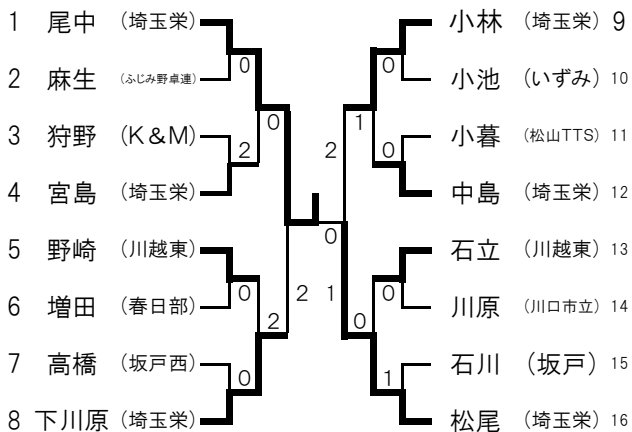 1 尾中 (埼玉栄)
2 麻生 (ふじみ野卓連)
3 狩野 (K&M)
4 宮島 (埼玉栄)
5 野崎 (川越東)
6 増田 (春日部)
7 高橋 (坂戸西)
8 下川原 (埼玉栄)
0
2
0
0
0
2
2
0
2 1
1
0
0
0
0
1
小林 (埼玉栄) 9
小池 (いずみ) 10
小暮 (松山TTS) 11
中島 (埼玉栄) 12
石立 (川越東) 13
川原 (川口市立) 14
石川 (坂戸) 15
松尾 (埼玉栄) 16